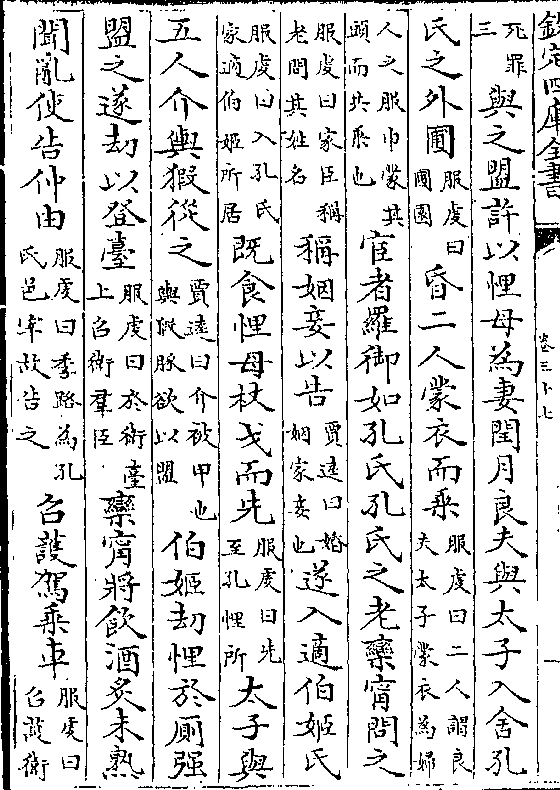 欽定四庫全書 卷三十七
死罪三與之盟許以悝母為妻閏月良夫與太子入舍孔
氏之外圃服虔曰圃園昏二人蒙衣而乘服虔曰二人謂良夫太子蒙衣為婦
人之服巾蒙其頭而共乘也宦者羅御如孔氏孔氏之老欒甯問之
服虔曰家臣稱老問其姓名稱姻妾以告賈逵曰婚姻家妾也遂入適伯姬氏
服虔曰入孔氏家適伯姬所居既食悝母杖戈而先服虔曰先至孔悝所太子與
五人介與猳從之賈逵曰介被甲也與猳豚欲以盟伯姬劫悝於厠强
盟之遂劫以登臺服虔曰於衛臺上召衛羣臣欒甯將飲酒炙未熟
聞亂使告仲由服虔曰季路為孔氏邑宰故告之召護駕乘車服虔曰召護衛